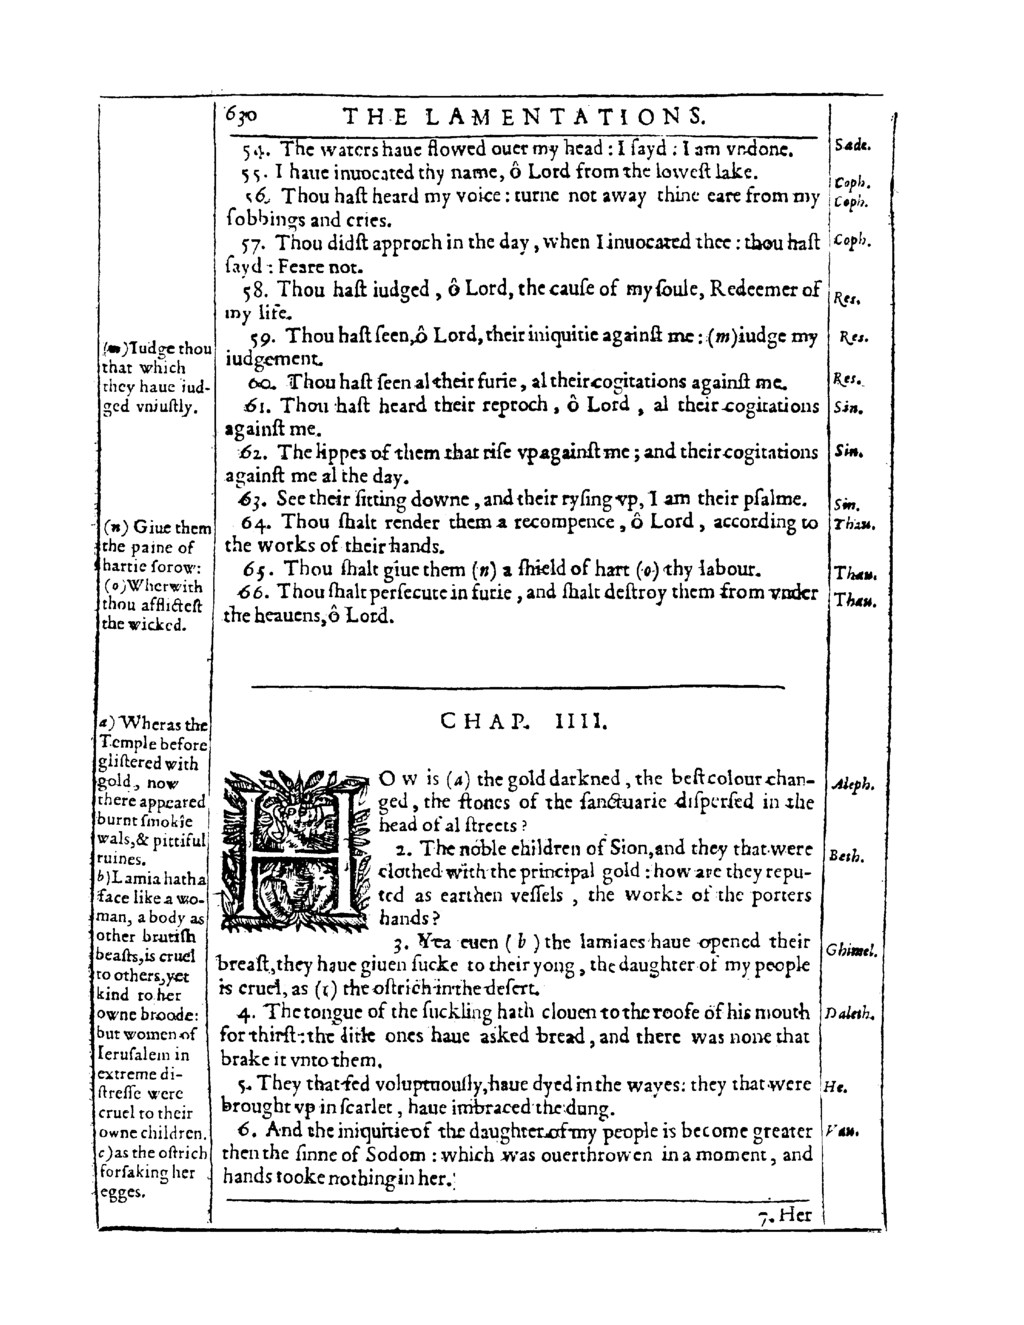 630 THE LAMENTATIONS.
54. The waters haue flowed ouer my head : I ſayd : I am vndone.
55. I haue inuocated thy name, ô Lord from the loweſt lake.
56. Thou haſt heard my voice : turne not away thine eare from my
ſobbings and cries.
57. Thou didſt approch in the day, when I inuocated thee : thou haſt
ſayd : Feare not.
58. Thou haſt iudged, ô Lord, the cauſe of my ſoule, Redeemer of
my life.
59. Thou haſt ſeen, ô Lord, their iniquitie againſt me : (m) iudge my
iudgement.
60. Thou haſt ſeen al their furie, al their cogitations againſt me.
61. Thou haſt heard their reproch, ô Lord, al their cogitations
againſt me.
62. The lippes of them that riſe vp againſt me ; and their cogitations
againſt me al the day.
63. See their ſitting downe, and their ryſing vp, I am their pſalme.
64. Thou ſhalt render them a recompence, ô Lord, according to
the works of their hands.
65. Thou ſhalt giue them (n) a ſhield of hart (o) thy labour.
66. Thou ſhalt perſecute in furie, and ſhalt deſtroy them from vnder
the heauens, ô Lord.
Sade.
Coph.
Coph.
Coph.
Res.
Res.
Res.
Sin.
Sin.
Sin.
Thau.
Thau.
Thau.
(m) Iudge thou
that which
they haue iud-
ged vniuſtly.
(n) Giue them
the paine of
hartie ſorow:
(o) Wherwith
thou afflicteſt
the wicked.
CHAP. IIII.
HOW is (a) the gold darkned, the beſt colour chan-
ged, the ſtones of the ſanctuarie diſperſed in the
head of al ſtreets ?
2. The noble children of Sion, and they that were
clothed with the principal gold : how are they repu-
ted as earthen veſſels, the worke of the porters
hands?
3. Yea euen (b) the lamiaes haue opened their
breaſt, they haue giuen ſucke to their yong, the daughter of my people
is cruel, as (c) the oſtrich in the deſert.
4. The tongue of the ſuckling hath clouen to the roofe of his mouth
for thirſt : the litle ones haue asked bread, and there was none that
brake it vnto them.
5. They that fed voluptuouſly, haue dyed in the wayes: they that were
brought vp in ſcarlet, haue imbraced the dung.
6. And the iniquitie of the daughter of my people is become greater
then the ſinne of Sodom : which was ouerthrowen in a moment, and
hands tooke nothing in her.
Aleph.
Beth.
Ghimel.
Daleth.
He.
Vau.
a) Wheras the
Temple before
gliſtered with
gold, now
there appeared
burnt ſmokie
wals, & pittiful
ruines.
b) Lamia hath a
face like a wo-
man, a body as
other brutiſh
beaſts, is cruel
to others, yet
kind to her
owne broode:
but women of
Ieruſalem in
extreme di-
ſtreſſe were
cruel to their
owne children.
c) as the oſtrich
forſaking her
egges.
7. Her